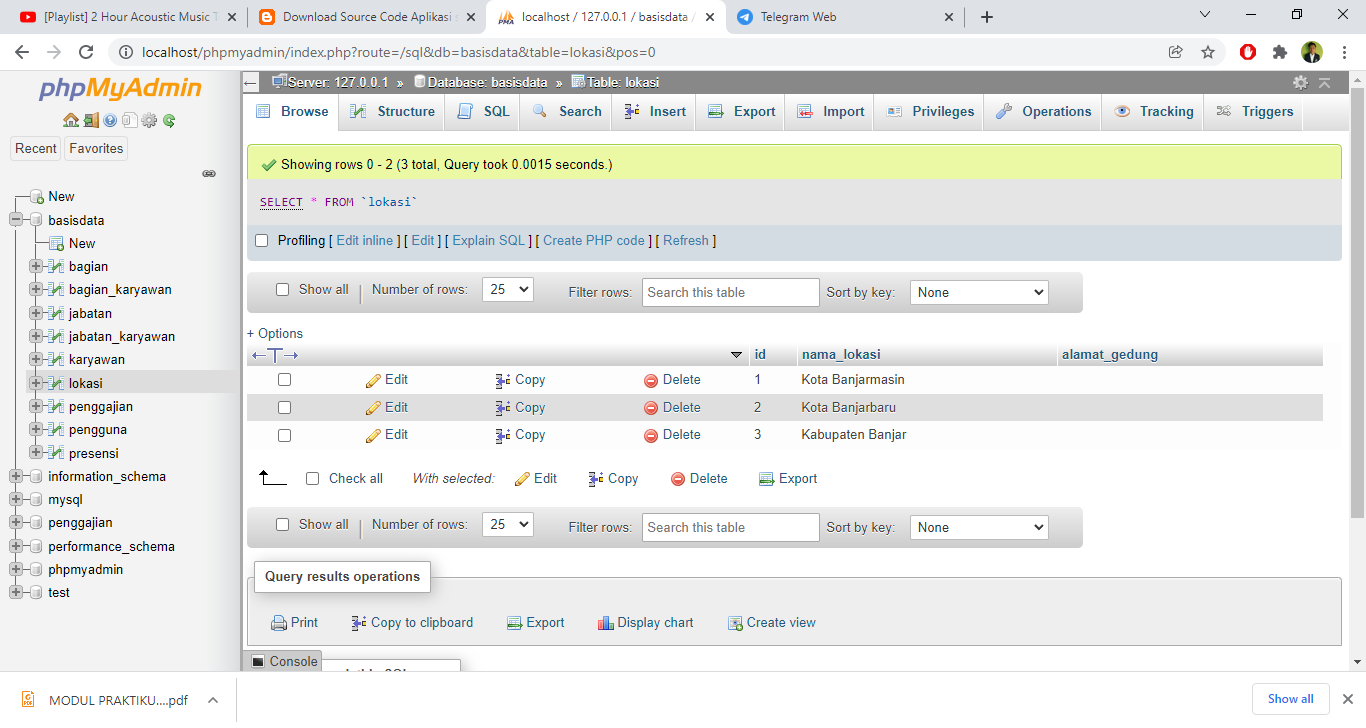 [Playlist] 2 Hour Acoustic Music T
Download Source Code Aplikasi
localhost / 127.0.0.1 / basisdata /
Telegram Web
localhost/phpmyadmin/index.php?route=/sql&db=basisdata&table=lokasi&pos=0
phpMyAdmin
Recent
Favorites
New
basisdata
New
bagian
bagian_karyawan
jabatan
jabatan_karyawan
karyawan
lokasi
penggajian
pengguna
presensi
information_schema
mysql
penggajian
performance_schema
phpmyadmin
test
Server: 127.0.0.1 » Database: basisdata » Table: lokasi
Browse Structure SQL Search Insert Export Import Privileges Operations Tracking Triggers
Showing rows 0 - 2 (3 total, Query took 0.0015 seconds.)
SELECT * FROM `lokasi`
Profiling [ Edit inline ] [ Edit ] [ Explain SQL ] [ Create PHP code ] [ Refresh ]
Show all Number of rows: 25 Filter rows: Search this table Sort by key: None
+ Options
id nama_lokasi alamat_gedung
Edit Copy Delete 1 Kota Banjarmasin
Edit Copy Delete 2 Kota Banjarbaru
Edit Copy Delete 3 Kabupaten Banjar
Check all With selected: Edit Copy Delete Export
Show all Number of rows: 25 Filter rows: Search this table Sort by key: None
Query results operations
Print Copy to clipboard Export Display chart Create view
Console
MODUL PRAKTIKU....pdf
Show all